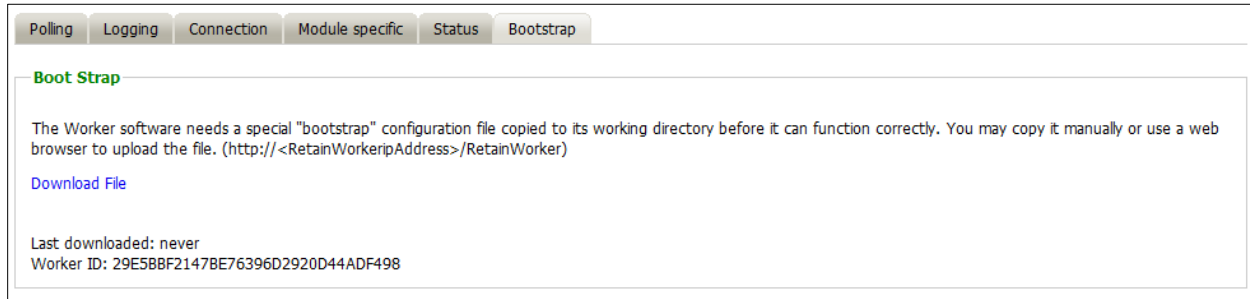 Polling Logging Connection Module specific Status Bootstrap
Boot Strap
The Worker software needs a special "bootstrap" configuration file copied to its working directory before it can function correctly. You may copy it manually or use a web
browser to upload the file. (http://<RetainWorkeripAddress>/RetainWorker)
Download File
Last downloaded: never
Worker ID: 29E5BBF2147BE76396D2920D44ADF498